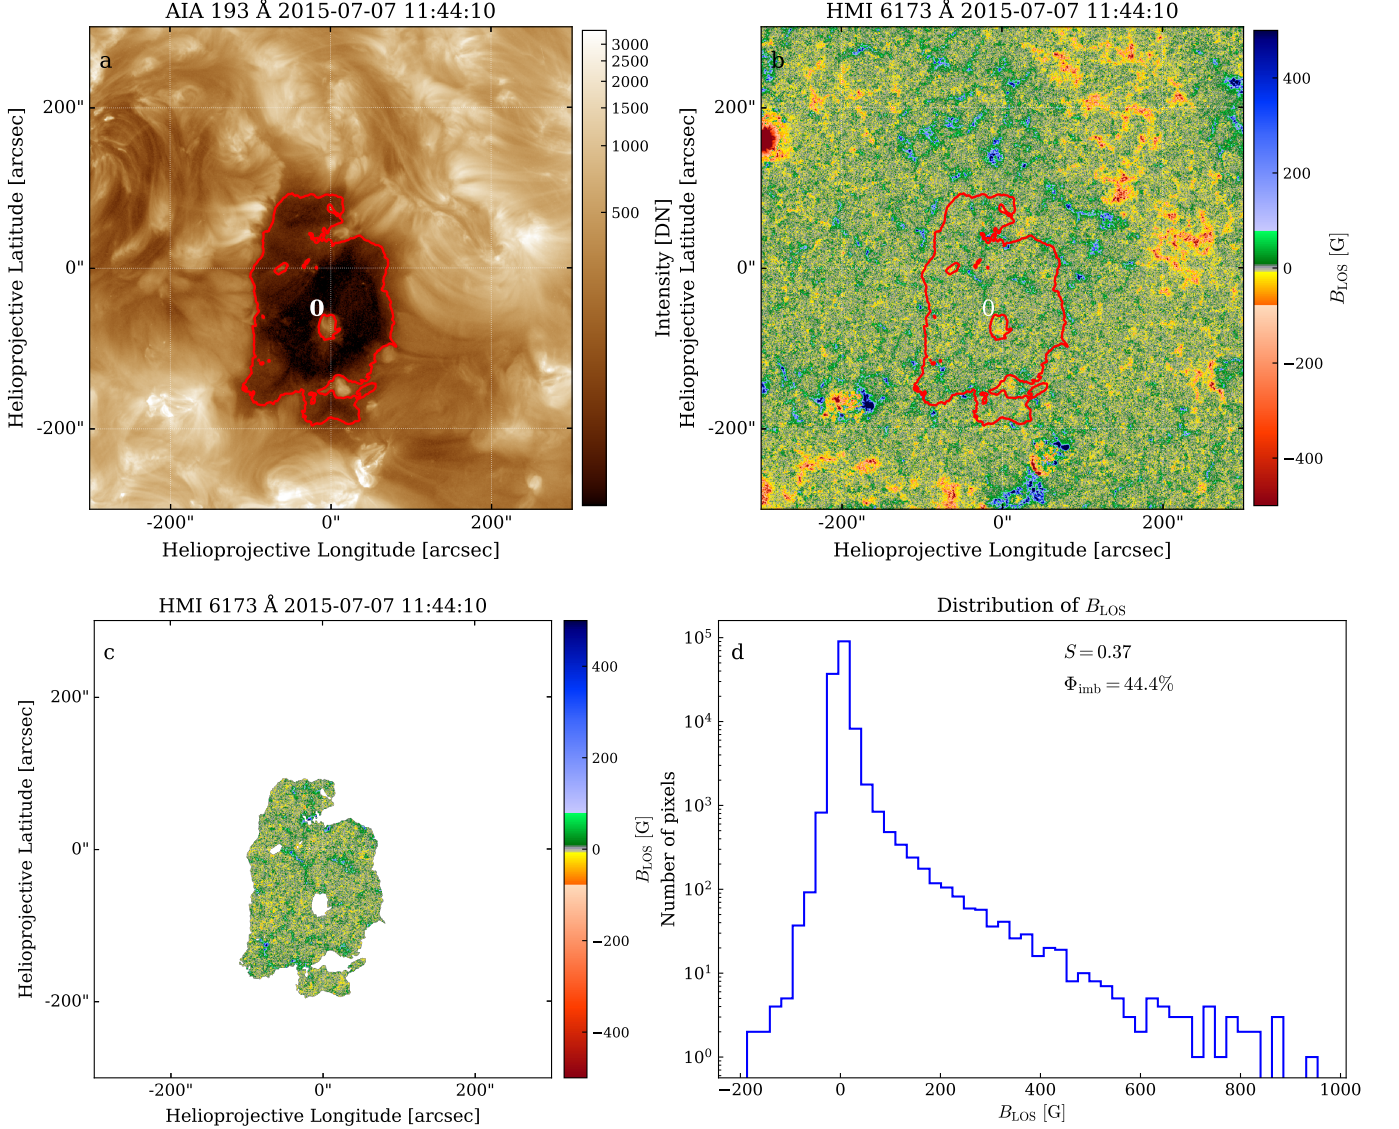 AIA 193 Å 2015-07-07 11:44:10
a
0
200"
0"
-200"
-200"
0"
200"
Helioprojective Latitude [arcsec]
Helioprojective Longitude [arcsec]
3000
2500
2000
1500
1000
500
Intensity [DN]
HMI 6173 Å 2015-07-07 11:44:10
b
0
200"
0"
-200"
-200"
0"
200"
Helioprojective Latitude [arcsec]
Helioprojective Longitude [arcsec]
400
200
0
−200
−400
B_LOS [G]
HMI 6173 Å 2015-07-07 11:44:10
c
200"
0"
-200"
-200"
0"
200"
Helioprojective Latitude [arcsec]
Helioprojective Longitude [arcsec]
400
200
0
−200
−400
B_LOS [G]
Distribution of B_LOS
d
S = 0.37
Φ_imb = 44.4%
10^5
10^4
10^3
10^2
10^1
10^0
Number of pixels
−200
0
200
400
600
800
1000
B_LOS [G]